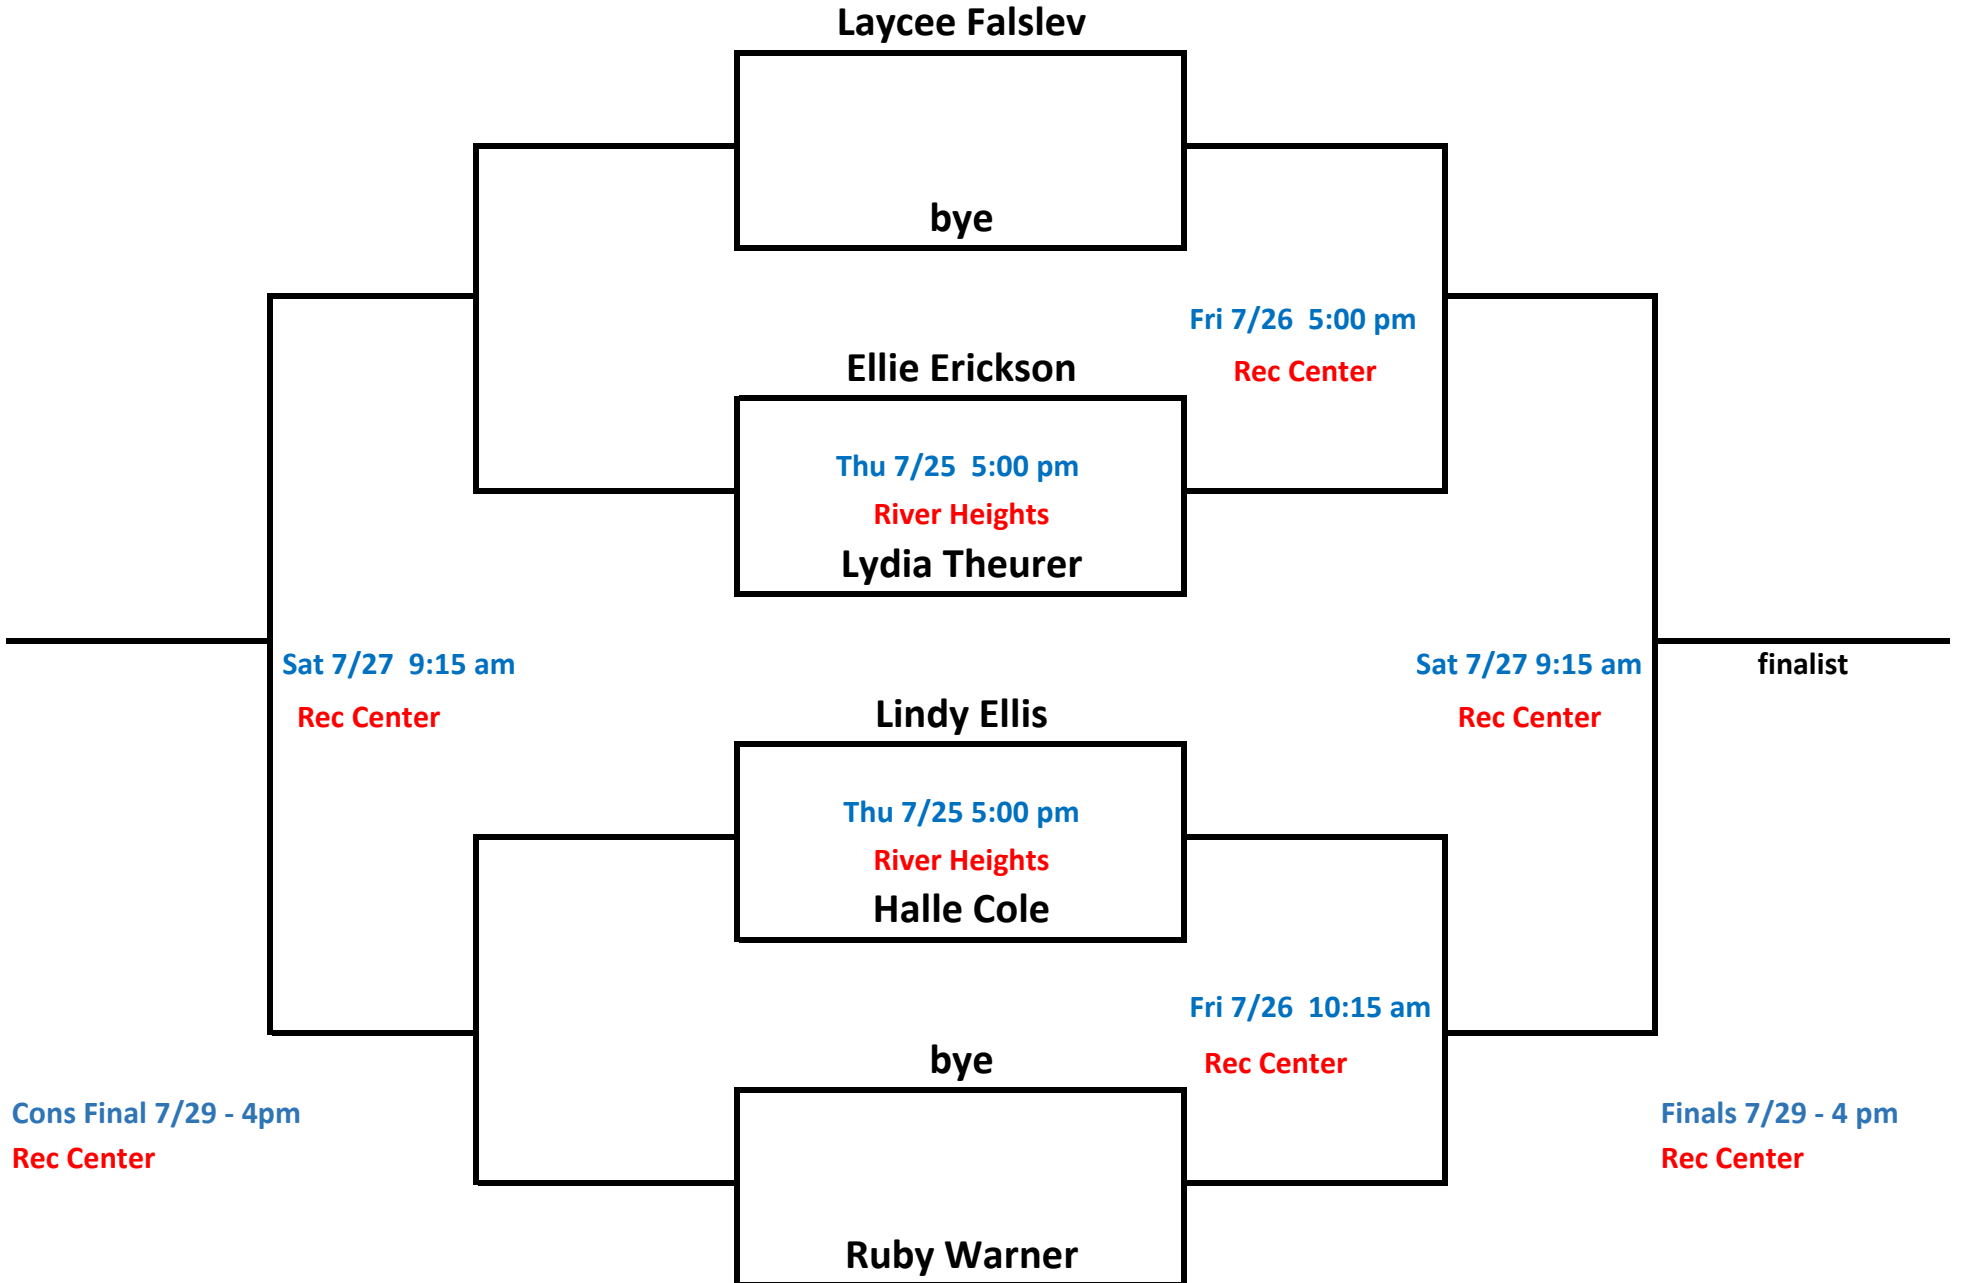 Laycee Falslev
bye
Fri 7/26  5:00 pm
Rec Center
Ellie Erickson
Thu 7/25  5:00 pm
River Heights
Lydia Theurer
Sat 7/27  9:15 am
Rec Center
Sat 7/27 9:15 am
Rec Center
finalist
Lindy Ellis
Thu 7/25 5:00 pm
River Heights
Halle Cole
Fri 7/26  10:15 am
Rec Center
bye
Ruby Warner
Cons Final 7/29 - 4pm
Rec Center
Finals 7/29 - 4 pm
Rec Center